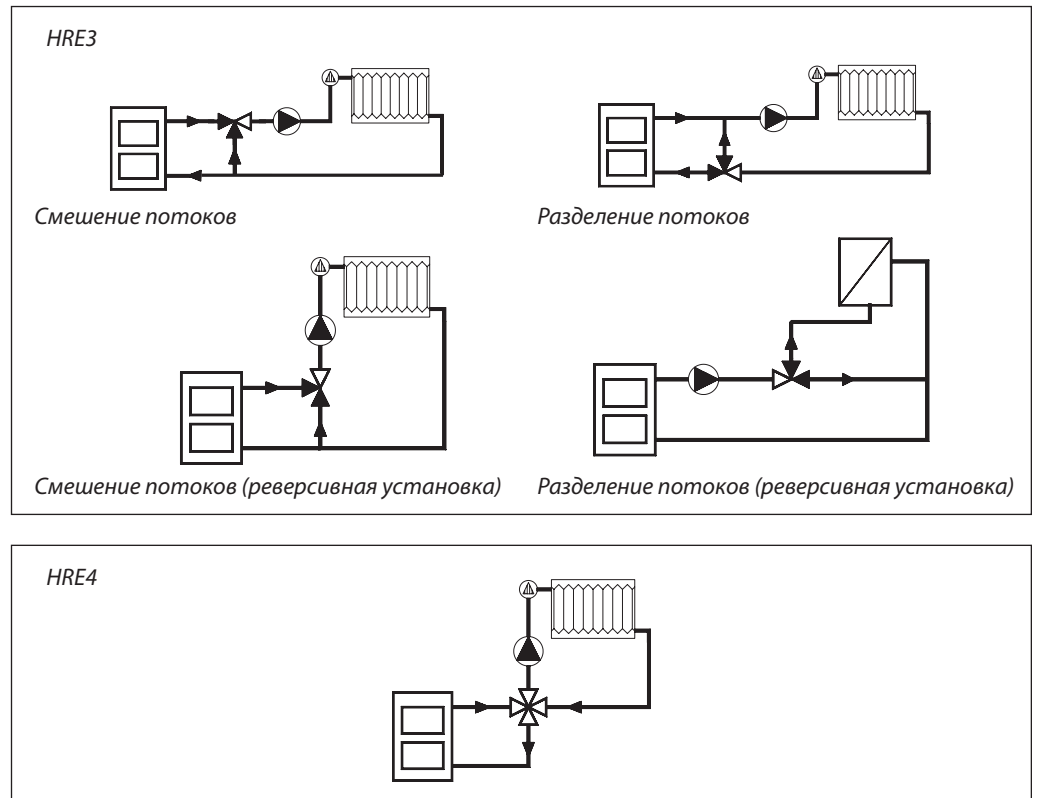 HRE3
Смешение потоков
Разделение потоков
Смешение потоков (реверсивная установка)
Разделение потоков (реверсивная установка)
HRE4